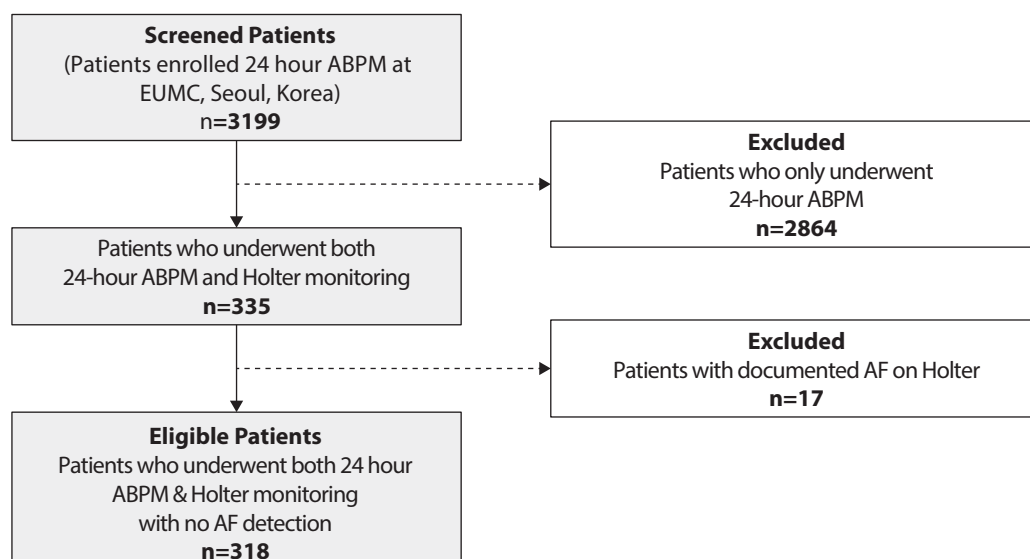 Screened Patients
(Patients enrolled 24 hour ABPM at
EUMC, Seoul, Korea)
n=3199
Excluded
Patients who only underwent
24-hour ABPM
n=2864
Patients who underwent both
24-hour ABPM and Holter monitoring
n=335
Excluded
Patients with documented AF on Holter
n=17
Eligible Patients
Patients who underwent both 24 hour
ABPM & Holter monitoring
with no AF detection
n=318